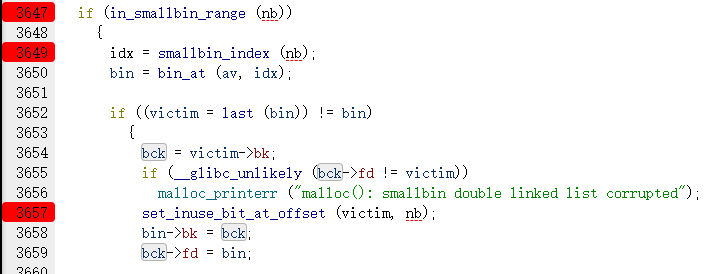 3647 if (in_smallbin_range (nb))
3648 {
3649 idx = smallbin_index (nb);
3650 bin = bin_at (av, idx);
3651
3652 if ((victim = last (bin)) != bin)
3653 {
3654 bck = victim->bk;
3655 if (__glibc_unlikely (bck->fd != victim))
3656 malloc_printerr ("malloc(): smallbin double linked list corrupted");
3657 set_inuse_bit_at_offset (victim, nb);
3658 bin->bk = bck;
3659 bck->fd = bin;
3660